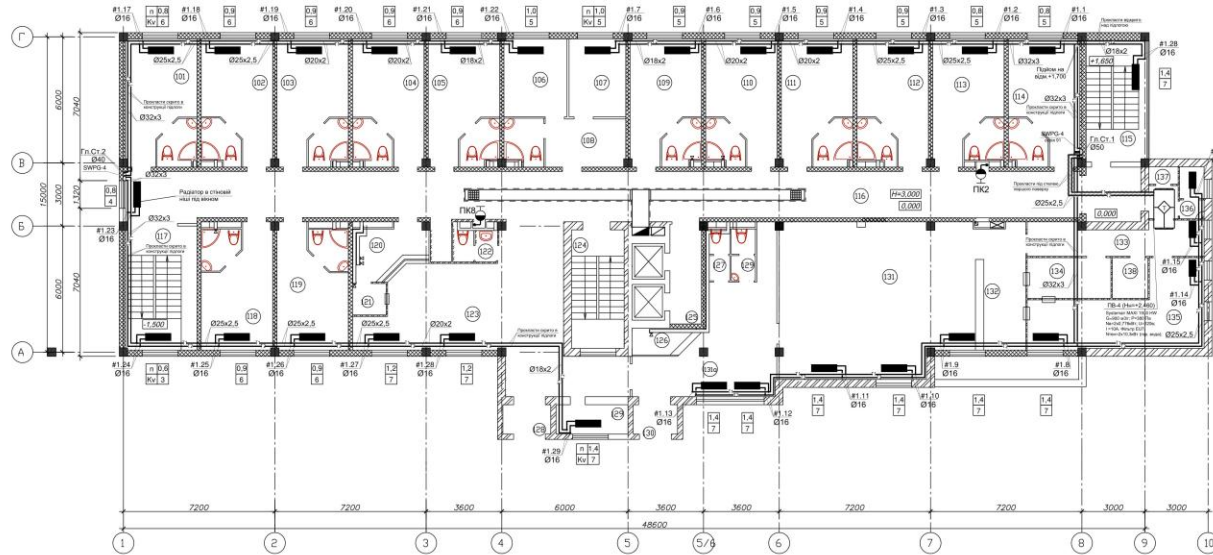 #1.17 Ø16
n 0,8
Kv 6
#1.18 Ø16
0,9
6
#1.19 Ø16
0,9
6
#1.20 Ø16
0,9
6
#1.21 Ø16
0,9
6
#1.22 Ø16
1,0
5
n 1,0
Kv 5
#1.7 Ø16
0,9
5
#1.6 Ø16
0,9
5
#1.5 Ø16
0,9
5
#1.4 Ø16
0,9
5
#1.3 Ø16
0,8
5
#1.2 Ø16
0,8
5
#1.1 Ø16
Г
Ø25x2,5
Ø25x2,5
Ø20x2
Ø20x2
Ø18x2
Ø18x2
Ø20x2
Ø20x2
Ø25x2,5
Ø25x2,5
Ø32x3
Ø18x2
#1.28
Ø16
1,4
7
+1,650
Підйом на
відм.+1,700
101
102
103
104
105
106
107
108
109
110
111
112
113
114
115
Ø32x3
Ø32x3
SWPG-4
Гл.Ст.1
Ø50
6000
7040
В
Гл.Ст.2
Ø40
SWPG-4
Ø32x3
0,8
4
Радіатор в стіновій
ніші під вікном
15000
3000
1320
ПК8
ПК2
116
H=3,000
0,000
0,000
Ø25x2,5
137
136
Б
#1.23
Ø16
Ø32x3
117
118
119
120
121
122
123
124
125
126
127
129
131
132
133
134
138
135
Ø32x3
#1.15
Ø16
#1.14
Ø16
Ø25x2,5
6000
7040
-1,500
Ø25x2,5
Ø25x2,5
Ø25x2,5
Ø20x2
А
#1.24
Ø16
n 0,6
Kv 3
#1.25
Ø16
0,9
6
#1.26
Ø16
0,9
6
#1.27
Ø16
1,2
7
#1.28
Ø16
1,2
7
Ø18x2
131а
#1.13
Ø16
1,4
7
1,4
7
#1.12
Ø16
#1.11
Ø16
1,4
7
#1.10
Ø16
1,4
7
#1.9
Ø16
1,4
7
#1.8
Ø16
1,4
7
128
129
130
#1.29
Ø16
n 1,4
Kv 7
7200
7200
3600
6000
3600
3600
7200
7200
3000
3000
48600
1
2
3
4
5
5/6
6
7
8
9
10